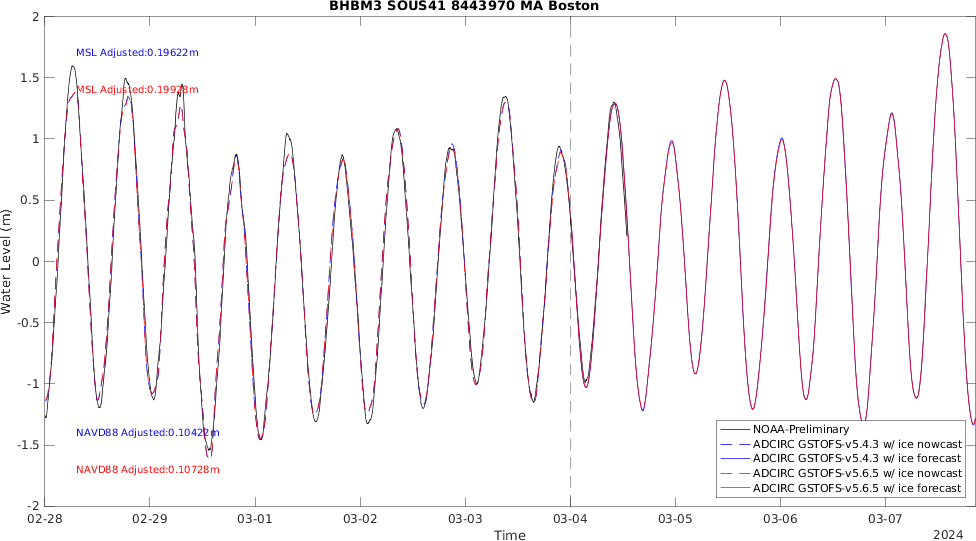 BHBM3 SOUS41 8443970 MA Boston
MSL Adjusted:0.19622m
MSL Adjusted:0.19923m
NAVD88 Adjusted:0.10422m
NAVD88 Adjusted:0.10728m
Water Level (m)
2
1.5
1
0.5
0
-0.5
-1
-1.5
-2
02-28 02-29 03-01 03-02 03-03 03-04 03-05 03-06 03-07
Time
2024
NOAA-Preliminary
ADCIRC GSTOFS-v5.4.3 w/ ice nowcast
ADCIRC GSTOFS-v5.4.3 w/ ice forecast
ADCIRC GSTOFS-v5.6.5 w/ ice nowcast
ADCIRC GSTOFS-v5.6.5 w/ ice forecast